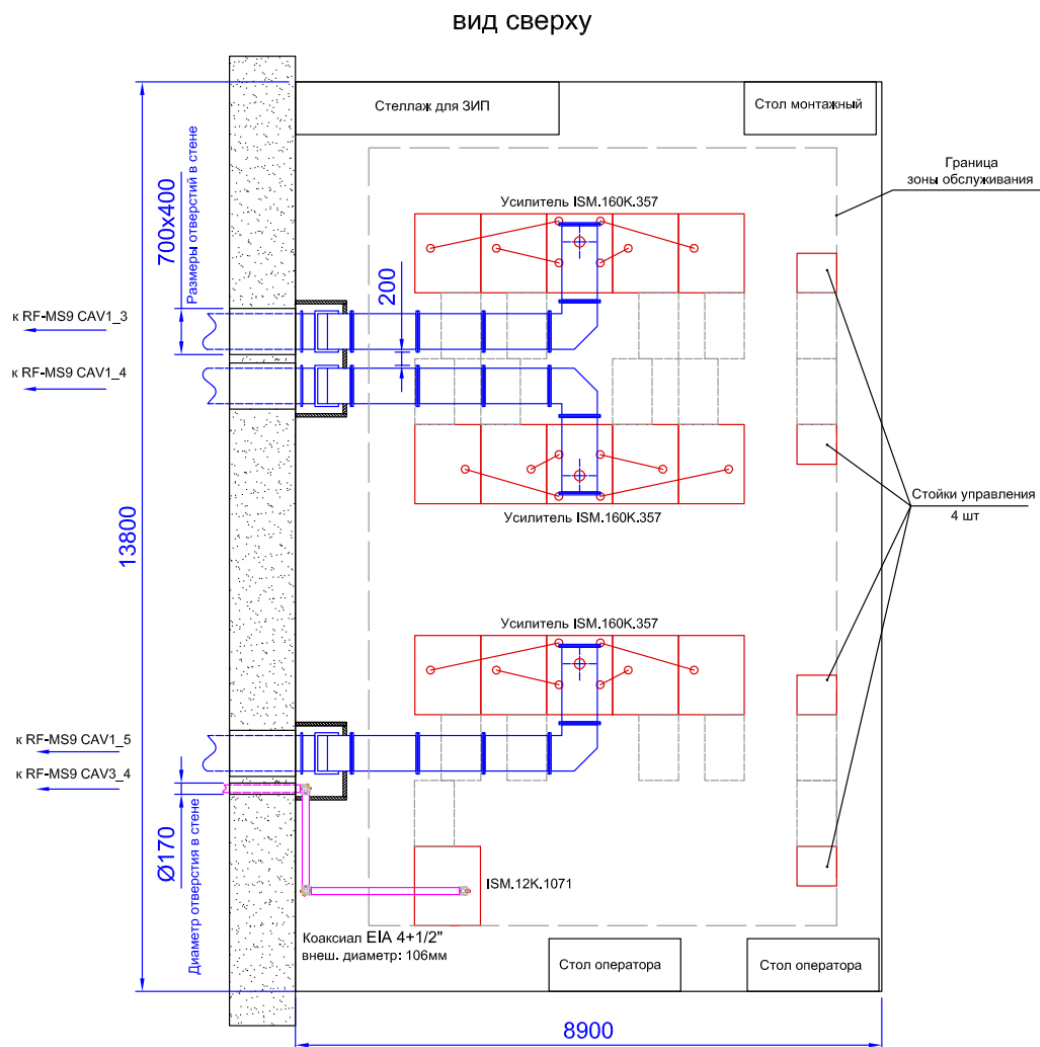 вид сверху
Стеллаж для ЗИП
Стол монтажный
Граница
зоны обслуживания
Размеры отверстий в стене
700x400
Усилитель ISM.160K.357
200
к RF-MS9 CAV1_3
к RF-MS9 CAV1_4
Усилитель ISM.160K.357
Стойки управления
4 шт
13800
Усилитель ISM.160K.357
к RF-MS9 CAV1_5
к RF-MS9 CAV3_4
Ø170
Диаметр отверстия в стене
ISM.12K.1071
Коаксиал EIA 4+1/2"
внеш. диаметр: 106мм
Стол оператора
Стол оператора
8900